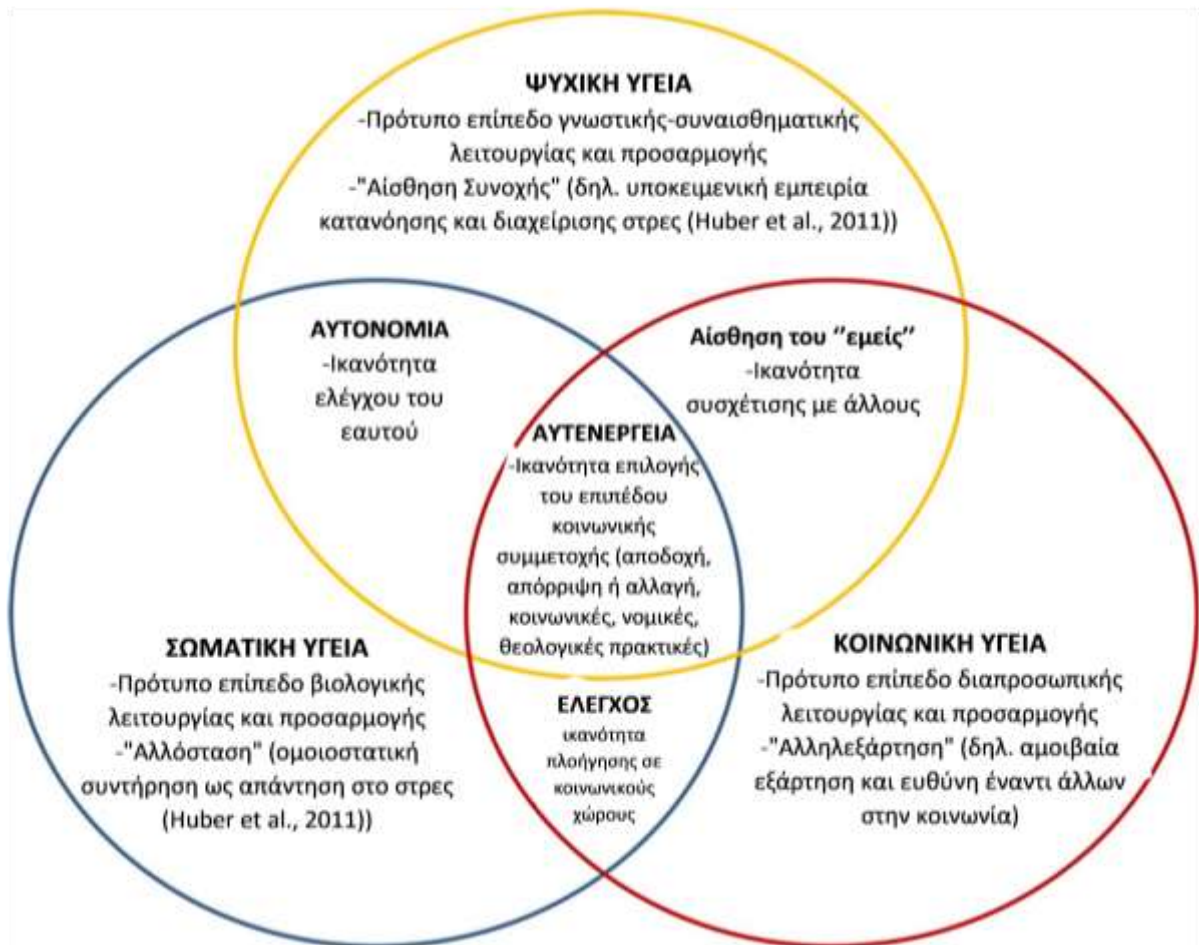 ΨΥΧΙΚΗ ΥΓΕΙΑ
-Πρότυπο επίπεδο γνωστικής-συναισθηματικής
λειτουργίας και προσαρμογής
-"Αίσθηση Συνοχής" (δηλ. υποκειμενική εμπειρία
κατανόησης και διαχείρισης στρες (Huber et al., 2011))
ΑΥΤΟΝΟΜΙΑ
-Ικανότητα
ελέγχου του
εαυτού
Αίσθηση του "εμείς"
-Ικανότητα
συσχέτισης με άλλους
ΑΥΤΕΝΕΡΓΕΙΑ
-Ικανότητα επιλογής
του επιπέδου
κοινωνικής
συμμετοχής (αποδοχή,
απόρριψη ή αλλαγή,
κοινωνικές, νομικές,
θεολογικές πρακτικές)
ΣΩΜΑΤΙΚΗ ΥΓΕΙΑ
-Πρότυπο επίπεδο βιολογικής
λειτουργίας και προσαρμογής
-"Αλλόσταση" (ομοιοστατική
συντήρηση ως απάντηση στο στρες
(Huber et al., 2011))
ΕΛΕΓΧΟΣ
ικανότητα
πλοήγησης σε
κοινωνικούς
χώρους
ΚΟΙΝΩΝΙΚΗ ΥΓΕΙΑ
-Πρότυπο επίπεδο διαπροσωπικής
λειτουργίας και προσαρμογής
-"Αλληλεξάρτηση" (δηλ. αμοιβαία
εξάρτηση και ευθύνη έναντι άλλων
στην κοινωνία)